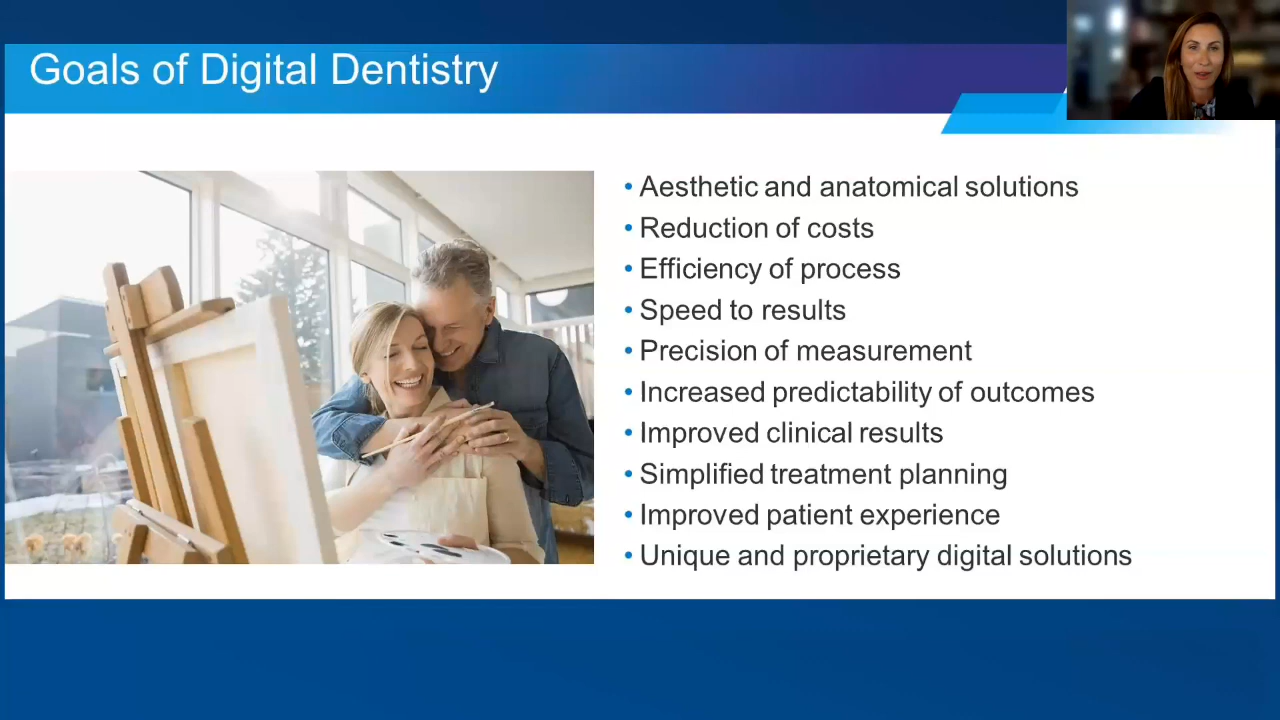 Goals of Digital Dentistry
• Aesthetic and anatomical solutions
• Reduction of costs
• Efficiency of process
• Speed to results
• Precision of measurement
• Increased predictability of outcomes
• Improved clinical results
• Simplified treatment planning
• Improved patient experience
• Unique and proprietary digital solutions